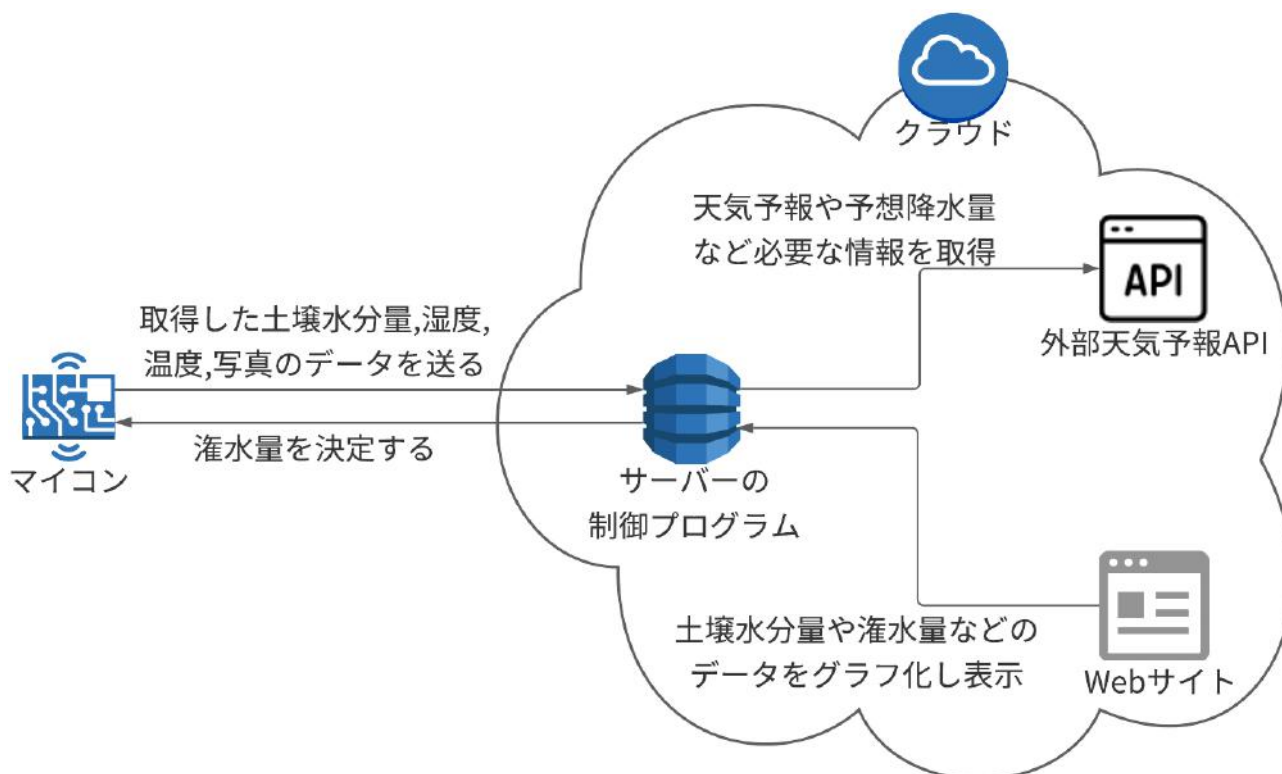 クラウド
天気予報や予想降水量
など必要な情報を取得
API
外部天気予報API
取得した土壌水分量,湿度,
温度,写真のデータを送る
潅水量を決定する
マイコン
サーバーの
制御プログラム
土壌水分量や潅水量などの
データをグラフ化し表示
Webサイト